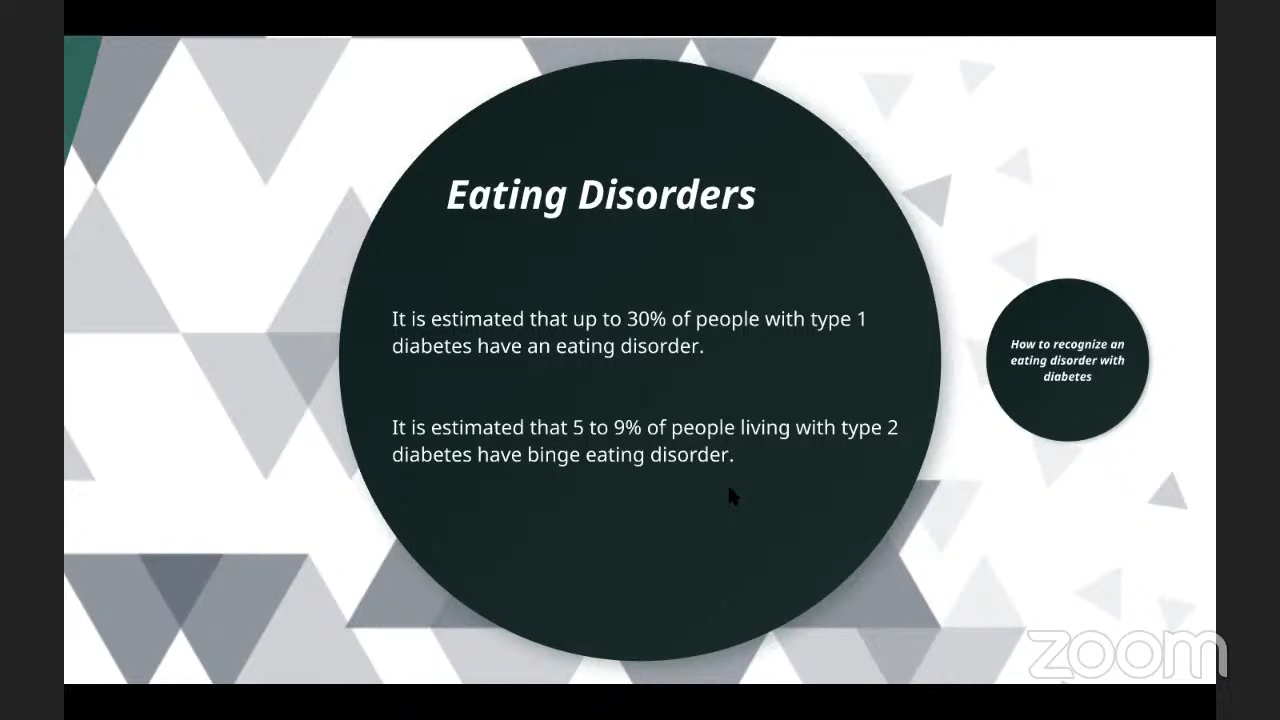 Eating Disorders
It is estimated that up to 30% of people with type 1
diabetes have an eating disorder.
It is estimated that 5 to 9% of people living with type 2
diabetes have binge eating disorder.
How to recognize an
eating disorder with
diabetes
zoom